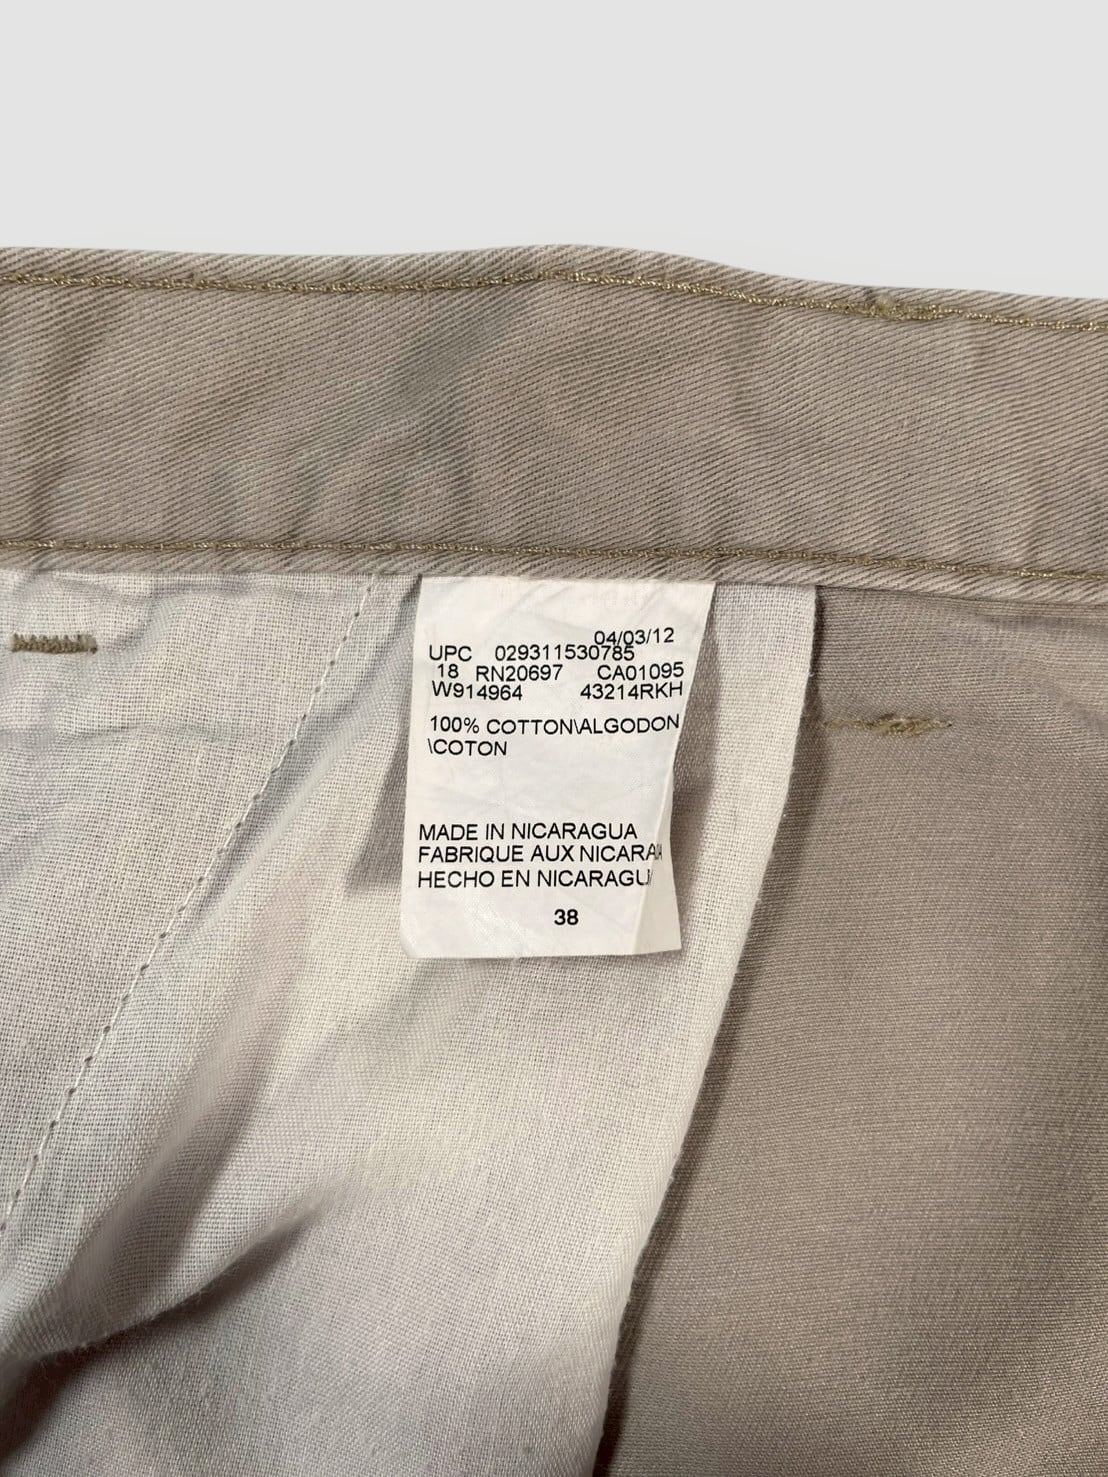 04/03/12
UPC 029311530785
18 RN20697 CA01095
W914964 43214RKH
100% COTTON\ALGODON
\COTON
MADE IN NICARAGUA
FABRIQUE AUX NICARAUA
HECHO EN NICARAGU
38